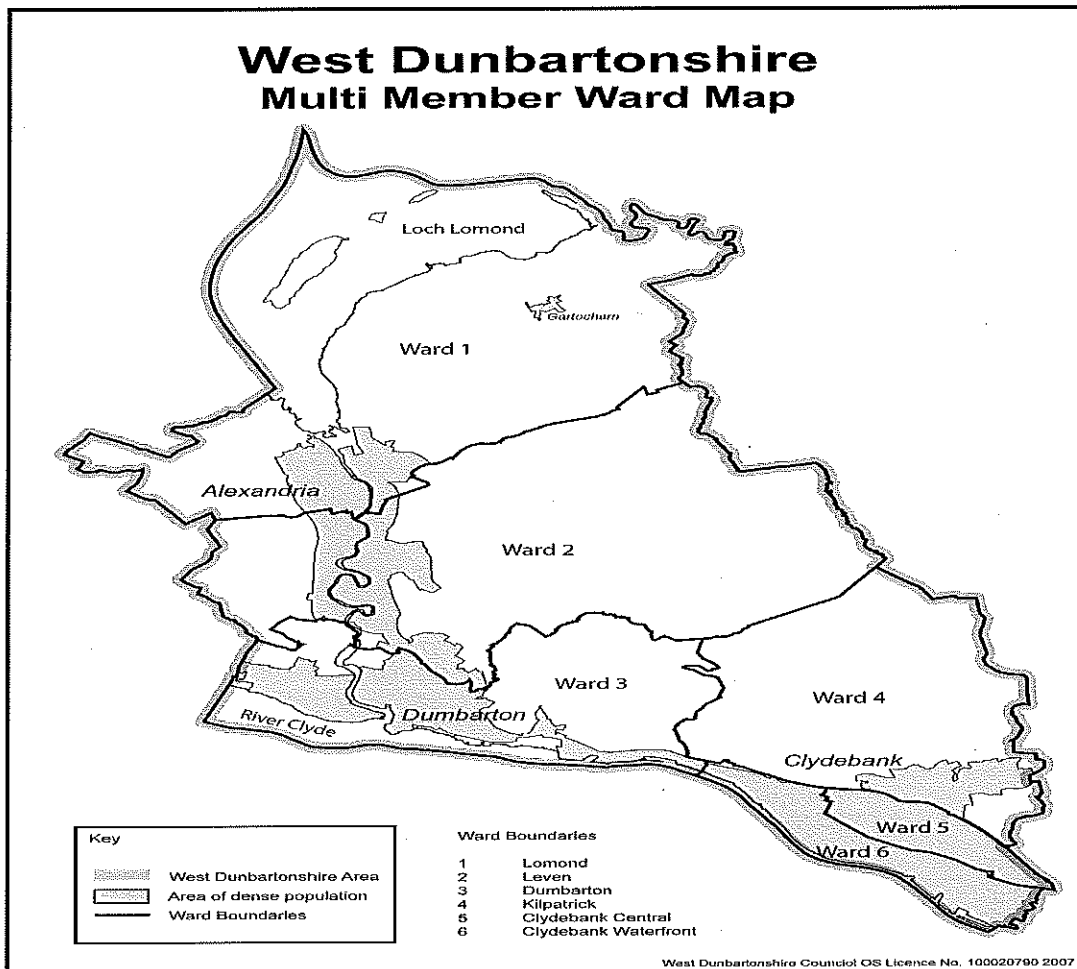 West Dunbartonshire
Multi Member Ward Map
Loch Lomond
Gartocharn
Ward 1
Alexandria
Ward 2
Ward 3
Ward 4
Dumbarton
River Clyde
Clydebank
Ward 5
Ward 6
Key
West Dunbartonshire Area
Area of dense population
Ward Boundaries
Ward Boundaries
1 Lomond
2 Leven
3 Dumbarton
4 Kilpatrick
5 Clydebank Central
6 Clydebank Waterfront
West Dunbartonshire Counciol OS Licence No. 100020790 2007